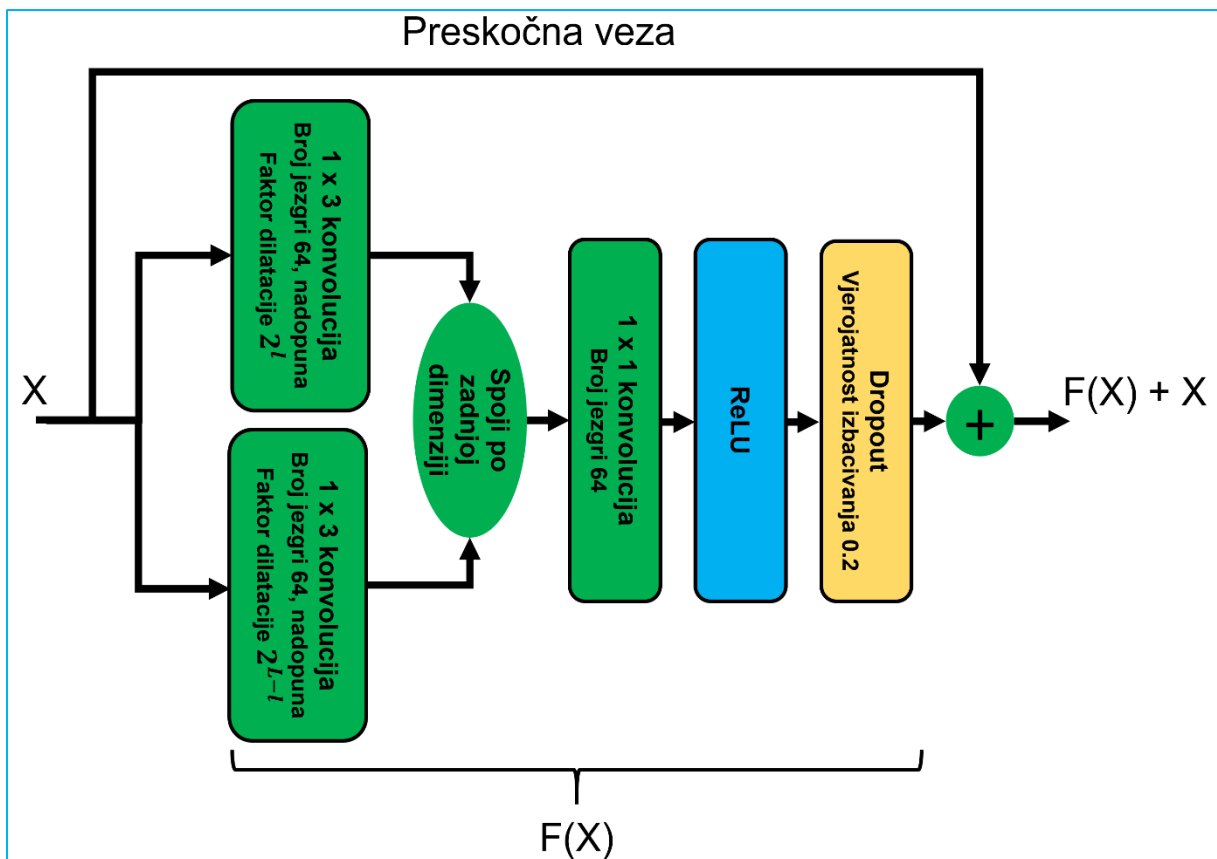 Preskočna veza
X
1 x 3 konvolucija
Broj jezgri 64, nadopuna
Faktor dilatacije 2^l
1 x 3 konvolucija
Broj jezgri 64, nadopuna
Faktor dilatacije 2^{L-l}
Spoji po
zadnjoj
dimenziji
1 x 1 konvolucija
Broj jezgri 64
ReLU
Dropout
Vjerojatnost izbacivanja 0.2
+
F(X) + X
F(X)